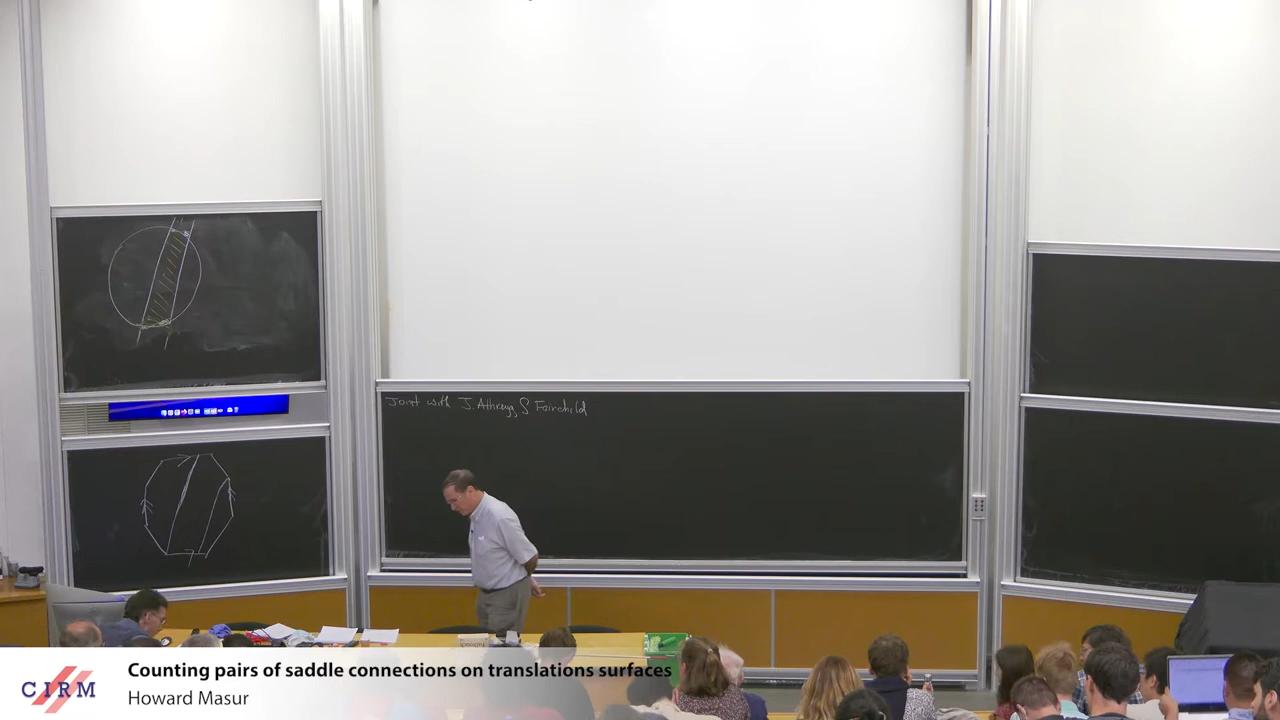 Joint with J. Athreya, S Fairchild
CIRM
Counting pairs of saddle connections on translations surfaces
Howard Masur